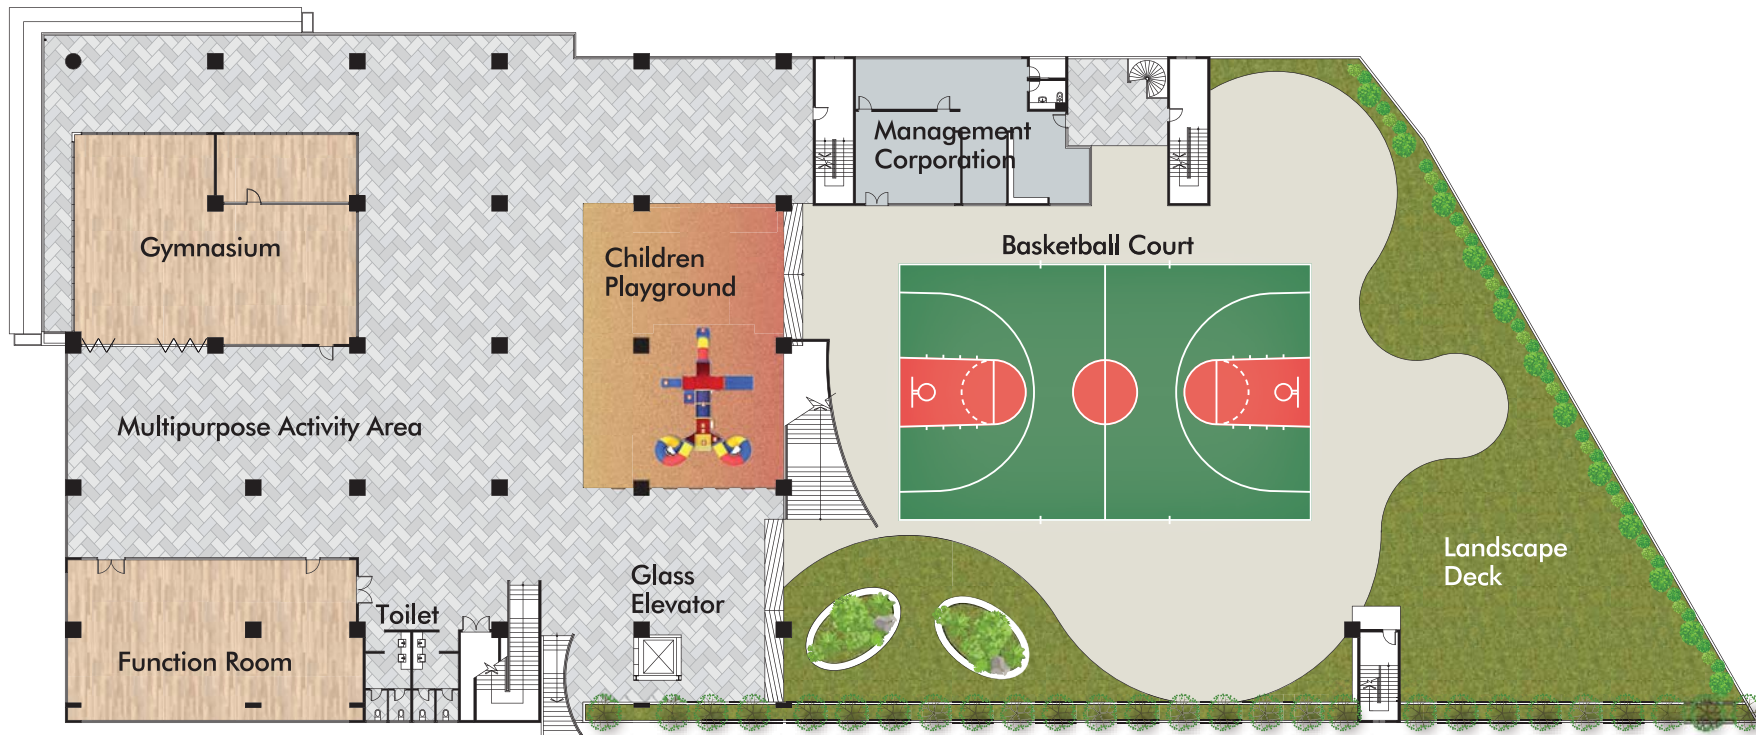 Management
Corporation
Gymnasium
Children
Playground
Basketball Court
Multipurpose Activity Area
Landscape
Deck
Glass
Elevator
Toilet
Function Room